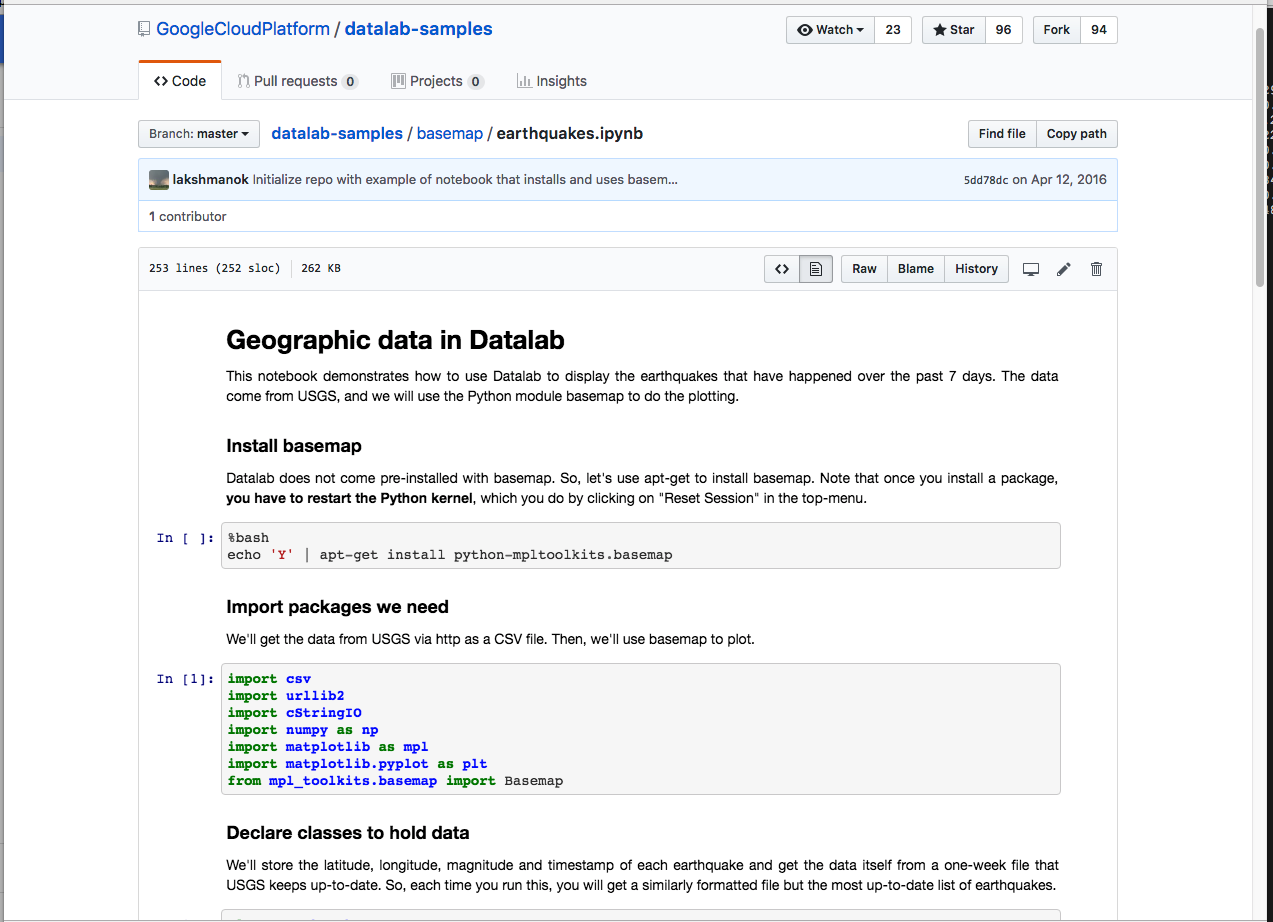 GoogleCloudPlatform / datalab-samples
Watch 23 Star 96 Fork 94
Code Pull requests 0 Projects 0 Insights
Branch: master datalab-samples / basemap / earthquakes.ipynb Find file Copy path
lakshmanok Initialize repo with example of notebook that installs and uses basem... 5dd78dc on Apr 12, 2016
1 contributor
253 lines (252 sloc) 262 KB <> Raw Blame History
Geographic data in Datalab
This notebook demonstrates how to use Datalab to display the earthquakes that have happened over the past 7 days. The data
come from USGS, and we will use the Python module basemap to do the plotting.
Install basemap
Datalab does not come pre-installed with basemap. So, let's use apt-get to install basemap. Note that once you install a package,
you have to restart the Python kernel, which you do by clicking on "Reset Session" in the top-menu.
In [ ]: %bash
echo 'Y' | apt-get install python-mpltoolkits.basemap
Import packages we need
We'll get the data from USGS via http as a CSV file. Then, we'll use basemap to plot.
In [1]: import csv
import urllib2
import cStringIO
import numpy as np
import matplotlib as mpl
import matplotlib.pyplot as plt
from mpl_toolkits.basemap import Basemap
Declare classes to hold data
We'll store the latitude, longitude, magnitude and timestamp of each earthquake and get the data itself from a one-week file that
USGS keeps up-to-date. So, each time you run this, you will get a similarly formatted file but the most up-to-date list of earthquakes.